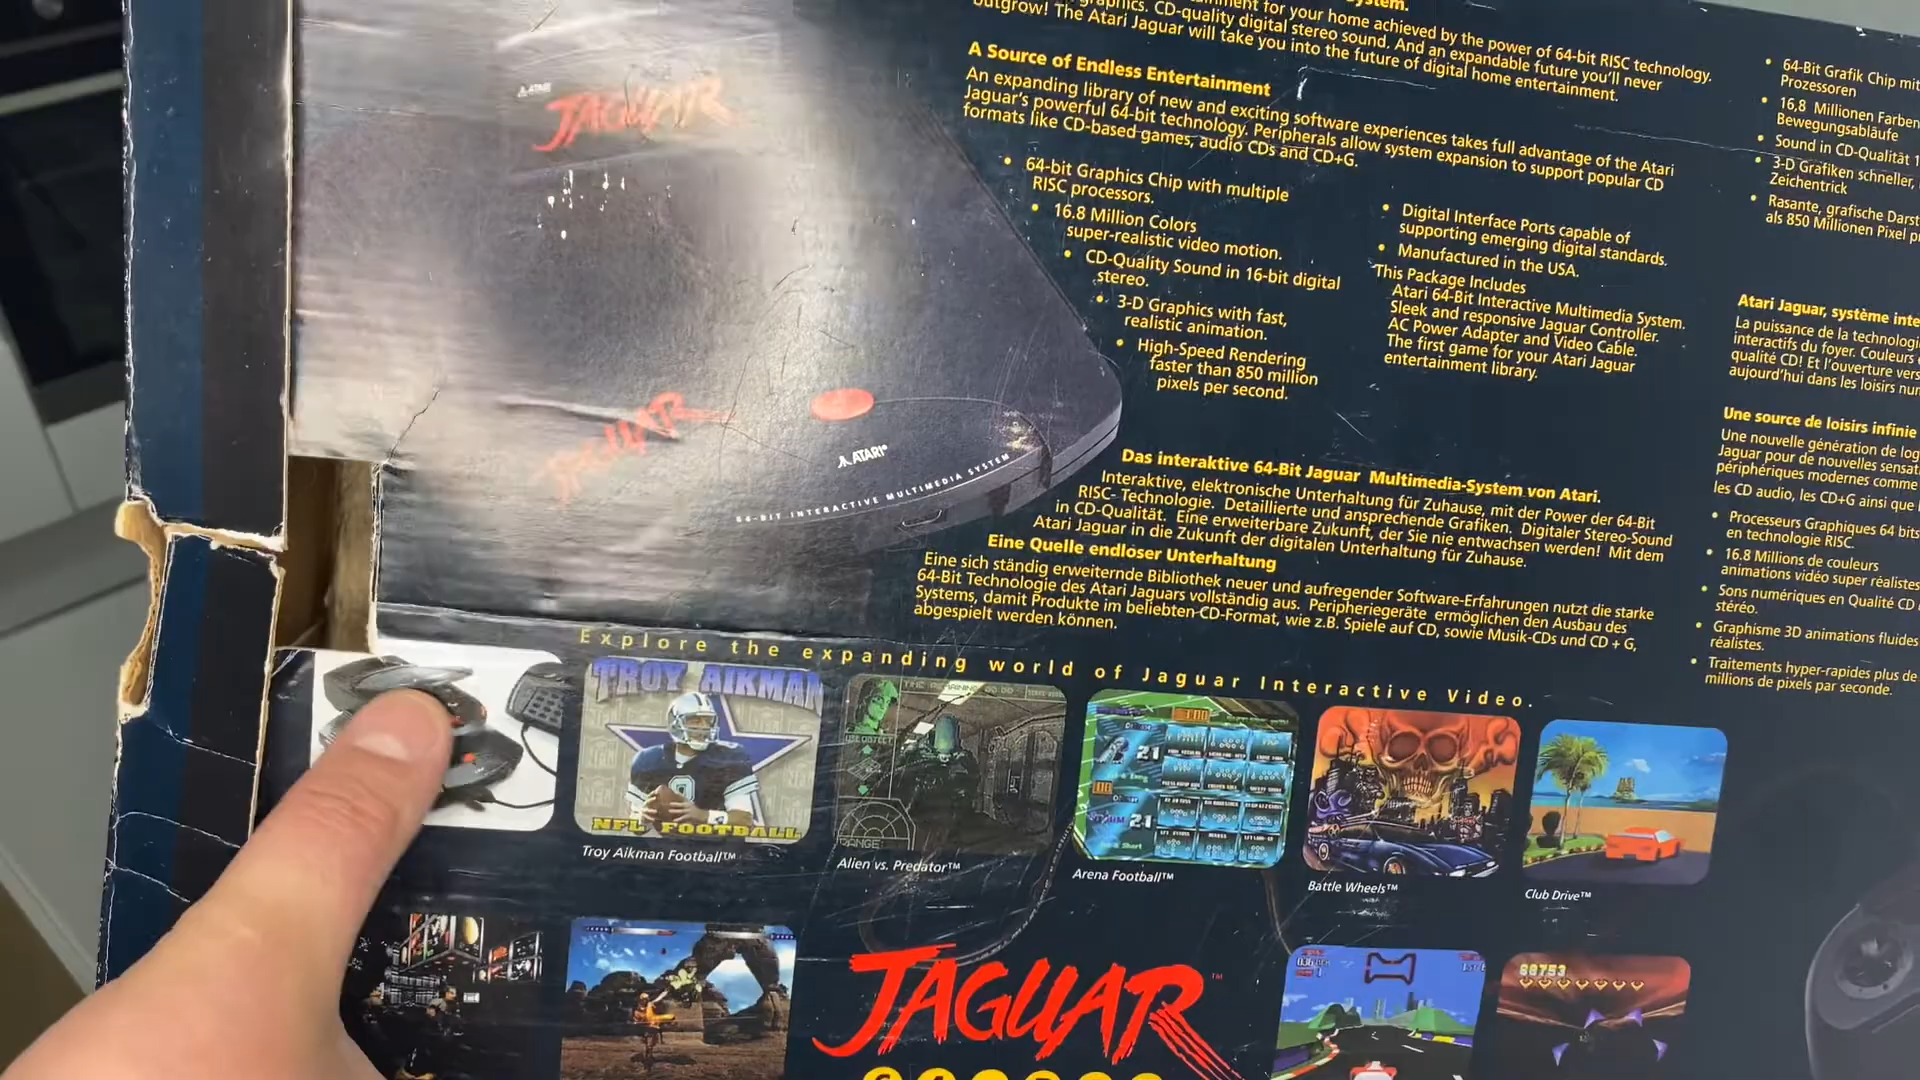 System.
ment for your home achieved by the power of 64-bit RISC technology.
graphics. CD-quality digital stereo sound. And an expandable future you'll never
outgrow! The Atari Jaguar will take you into the future of digital home entertainment.
A Source of Endless Entertainment
An expanding library of new and exciting software experiences takes full advantage of the Atari
Jaguar's powerful 64-bit technology. Peripherals allow system expansion to support popular CD
formats like CD-based games, audio CDs and CD+G.
• 64-bit Graphics Chip with multiple
RISC processors.
• 16.8 Million Colors
super-realistic video motion.
• CD-Quality Sound in 16-bit digital
stereo.
• 3-D Graphics with fast,
realistic animation.
• High-Speed Rendering
faster than 850 million
pixels per second.
• Digital Interface Ports capable of
supporting emerging digital standards.
• Manufactured in the USA.
This Package Includes
Atari 64-Bit Interactive Multimedia System.
Sleek and responsive Jaguar Controller.
AC Power Adapter and Video Cable.
The first game for your Atari Jaguar
entertainment library.
• 64-Bit Grafik Chip mit
Prozessoren
• 16,8 Millionen Farben
Bewegungsabläufe
• Sound in CD-Qualität 1
• 3-D Grafiken schneller,
Zeichentrick
• Rasante, grafische Darst
als 850 Millionen Pixel p
ATARI
JAGUAR
JAGUAR
ATARI®
64-BIT INTERACTIVE MULTIMEDIA SYSTEM
Das interaktive 64-Bit Jaguar Multimedia-System von Atari.
Interaktive, elektronische Unterhaltung für Zuhause, mit der Power der 64-Bit
RISC- Technologie. Detaillierte und ansprechende Grafiken. Digitaler Stereo-Sound
in CD-Qualität. Eine erweiterbare Zukunft, der Sie nie entwachsen werden! Mit dem
Atari Jaguar in die Zukunft der digitalen Unterhaltung für Zuhause.
Eine Quelle endloser Unterhaltung
Eine sich ständig erweiternde Bibliothek neuer und aufregender Software-Erfahrungen nutzt die starke
64-Bit Technologie des Atari Jaguars vollständig aus. Peripheriegeräte ermöglichen den Ausbau des
Systems, damit Produkte im beliebten CD-Format, wie z.B. Spiele auf CD, sowie Musik-CDs und CD + G,
abgespielt werden können.
Atari Jaguar, système inte
La puissance de la technologi
interactifs du foyer. Couleurs
qualité CD! Et l'ouverture vers
aujourd'hui dans les loisirs nu
Une source de loisirs infinie
Une nouvelle génération de log
Jaguar pour de nouvelles sensat
périphériques modernes comme
les CD audio, les CD+G ainsi que
• Processeurs Graphiques 64 bits
en technologie RISC.
• 16.8 Millions de couleurs
animations vidéo super réalistes
• Sons numériques en Qualité CD
stéréo.
• Graphisme 3D animations fluides
réalistes.
• Traitements hyper-rapides plus de
millions de pixels par seconde.
Explore the expanding world of Jaguar Interactive Video.
TROY AIKMAN
NFL FOOTBALL
RANGE
21
21
Troy Aikman Football™
Alien vs. Predator™
Arena Football™
Battle Wheels™
Club Drive™
JAGUAR™